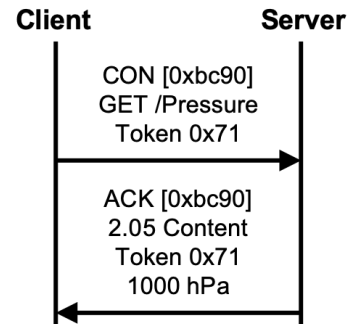 Client Server
CON [0xbc90]
GET /Pressure
Token 0x71
ACK [0xbc90]
2.05 Content
Token 0x71
1000 hPa